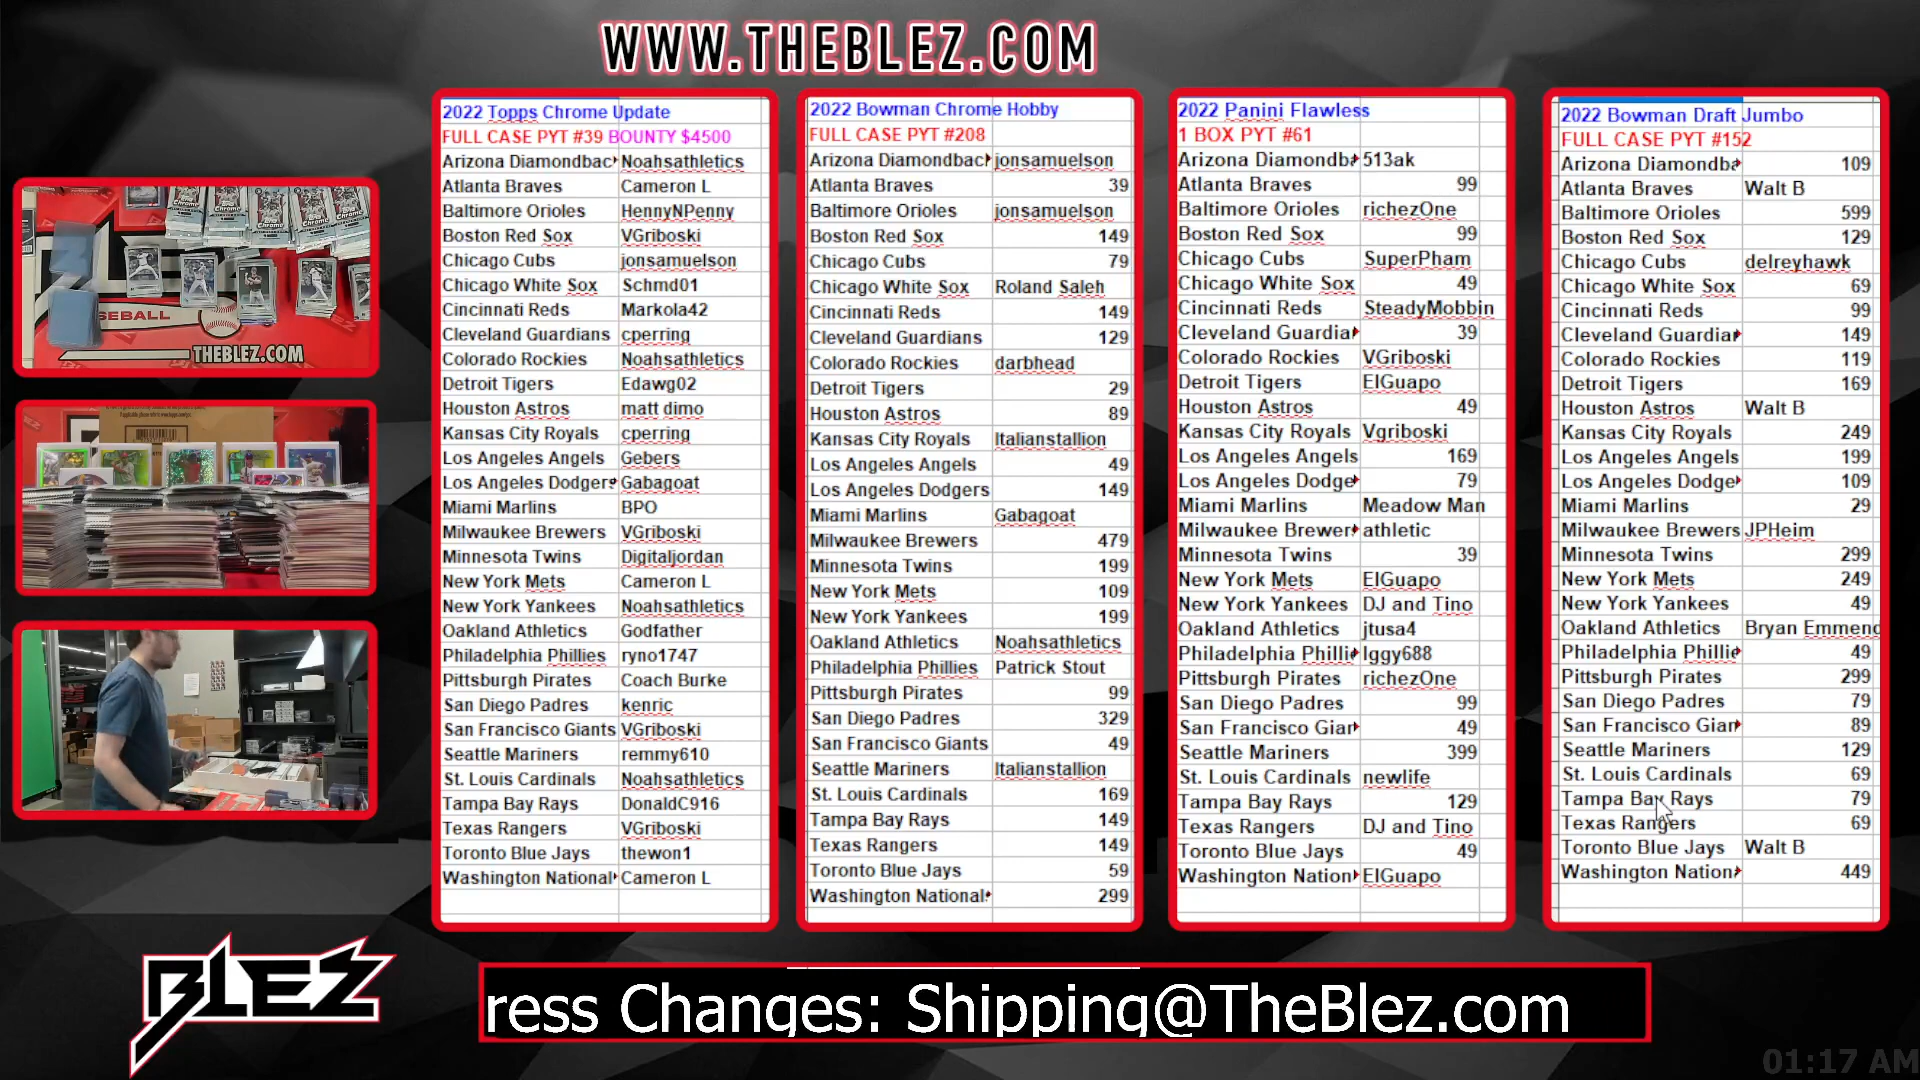 WWW.THEBLEZ.COM
2022 Topps Chrome Update
FULL CASE PYT #39 BOUNTY $4500
Arizona Diamondbac Noahsathletics
Atlanta Braves Cameron L
Baltimore Orioles HennyNPenny
Boston Red Sox VGriboski
Chicago Cubs jonsamuelson
Chicago White Sox Schmd01
Cincinnati Reds Markola42
Cleveland Guardians cperring
Colorado Rockies Noahsathletics
Detroit Tigers Edawg02
Houston Astros matt dimo
Kansas City Royals cperring
Los Angeles Angels Gebers
Los Angeles Dodgers Gabagoat
Miami Marlins BPO
Milwaukee Brewers VGriboski
Minnesota Twins Digitaljordan
New York Mets Cameron L
New York Yankees Noahsathletics
Oakland Athletics Godfather
Philadelphia Phillies ryno1747
Pittsburgh Pirates Coach Burke
San Diego Padres kenric
San Francisco Giants VGriboski
Seattle Mariners remmy610
St. Louis Cardinals Noahsathletics
Tampa Bay Rays DonaldC916
Texas Rangers VGriboski
Toronto Blue Jays thewon1
Washington National Cameron L
2022 Bowman Chrome Hobby
FULL CASE PYT #208
Arizona Diamondbac jonsamuelson
Atlanta Braves 39
Baltimore Orioles jonsamuelson
Boston Red Sox 149
Chicago Cubs 79
Chicago White Sox Roland Saleh
Cincinnati Reds 149
Cleveland Guardians 129
Colorado Rockies darbhead
Detroit Tigers 29
Houston Astros 89
Kansas City Royals Italianstallion
Los Angeles Angels 49
Los Angeles Dodgers 149
Miami Marlins Gabagoat
Milwaukee Brewers 479
Minnesota Twins 199
New York Mets 109
New York Yankees 199
Oakland Athletics Noahsathletics
Philadelphia Phillies Patrick Stout
Pittsburgh Pirates 99
San Diego Padres 329
San Francisco Giants 49
Seattle Mariners Italianstallion
St. Louis Cardinals 169
Tampa Bay Rays 149
Texas Rangers 149
Toronto Blue Jays 59
Washington National 299
2022 Panini Flawless
1 BOX PYT #61
Arizona Diamondba 513ak
Atlanta Braves 99
Baltimore Orioles richezOne
Boston Red Sox 99
Chicago Cubs SuperPham
Chicago White Sox 49
Cincinnati Reds SteadyMobbin
Cleveland Guardia 39
Colorado Rockies VGriboski
Detroit Tigers ElGuapo
Houston Astros 49
Kansas City Royals Vgriboski
Los Angeles Angels 169
Los Angeles Dodge 79
Miami Marlins Meadow Man
Milwaukee Brewer athletic
Minnesota Twins 39
New York Mets ElGuapo
New York Yankees DJ and Tino
Oakland Athletics jtusa4
Philadelphia Phillie Iggy688
Pittsburgh Pirates richezOne
San Diego Padres 99
San Francisco Gian 49
Seattle Mariners 399
St. Louis Cardinals newlife
Tampa Bay Rays 129
Texas Rangers DJ and Tino
Toronto Blue Jays 49
Washington Nation ElGuapo
2022 Bowman Draft Jumbo
FULL CASE PYT #152
Arizona Diamondba 109
Atlanta Braves Walt B
Baltimore Orioles 599
Boston Red Sox 129
Chicago Cubs delreyhawk
Chicago White Sox 69
Cincinnati Reds 99
Cleveland Guardian 149
Colorado Rockies 119
Detroit Tigers 169
Houston Astros Walt B
Kansas City Royals 249
Los Angeles Angels 199
Los Angeles Dodge 109
Miami Marlins 29
Milwaukee Brewers JPHeim
Minnesota Twins 299
New York Mets 249
New York Yankees 49
Oakland Athletics Bryan Emmend
Philadelphia Phillie 49
Pittsburgh Pirates 299
San Diego Padres 79
San Francisco Gian 89
Seattle Mariners 129
St. Louis Cardinals 69
Tampa Bay Rays 79
Texas Rangers 69
Toronto Blue Jays Walt B
Washington Nation 449
SEBALL
THEBLEZ.COM
BLEZ
ress Changes: Shipping@TheBlez.com
01:17 AM